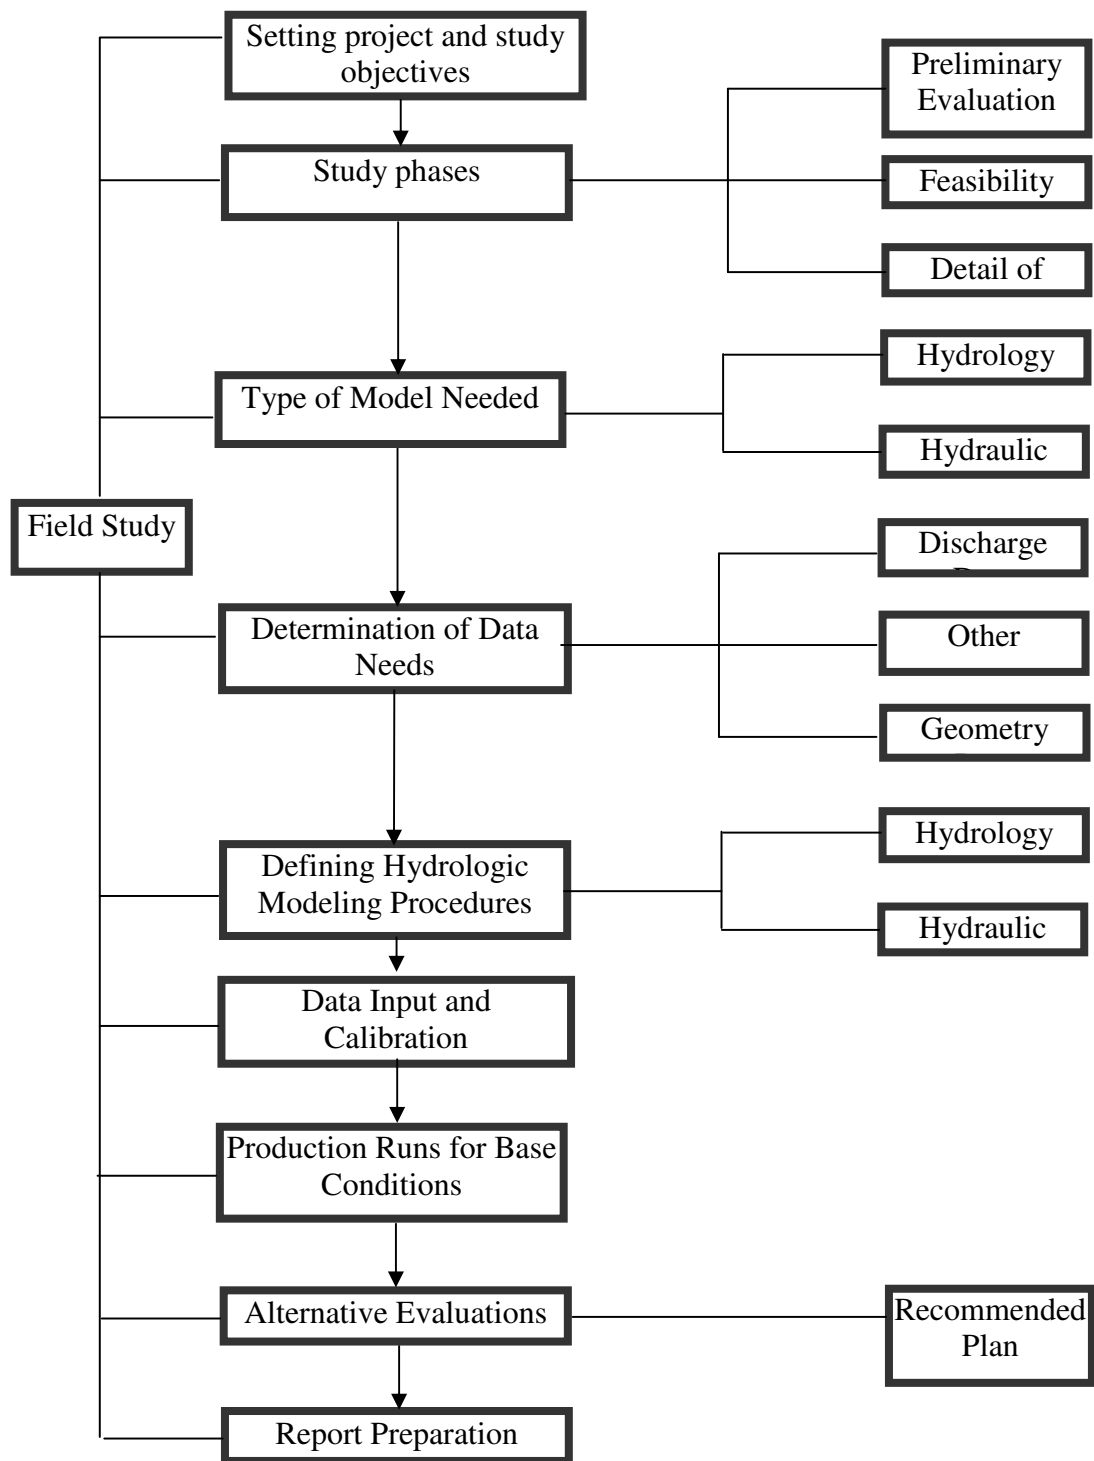 Setting project and study
objectives
Preliminary
Evaluation
Study phases
Feasibility
Detail of
Hydrology
Type of Model Needed
Hydraulic
Field Study
Discharge
Determination of Data
Needs
Other
Geometry
Hydrology
Defining Hydrologic
Modeling Procedures
Hydraulic
Data Input and
Calibration
Production Runs for Base
Conditions
Alternative Evaluations
Recommended
Plan
Report Preparation